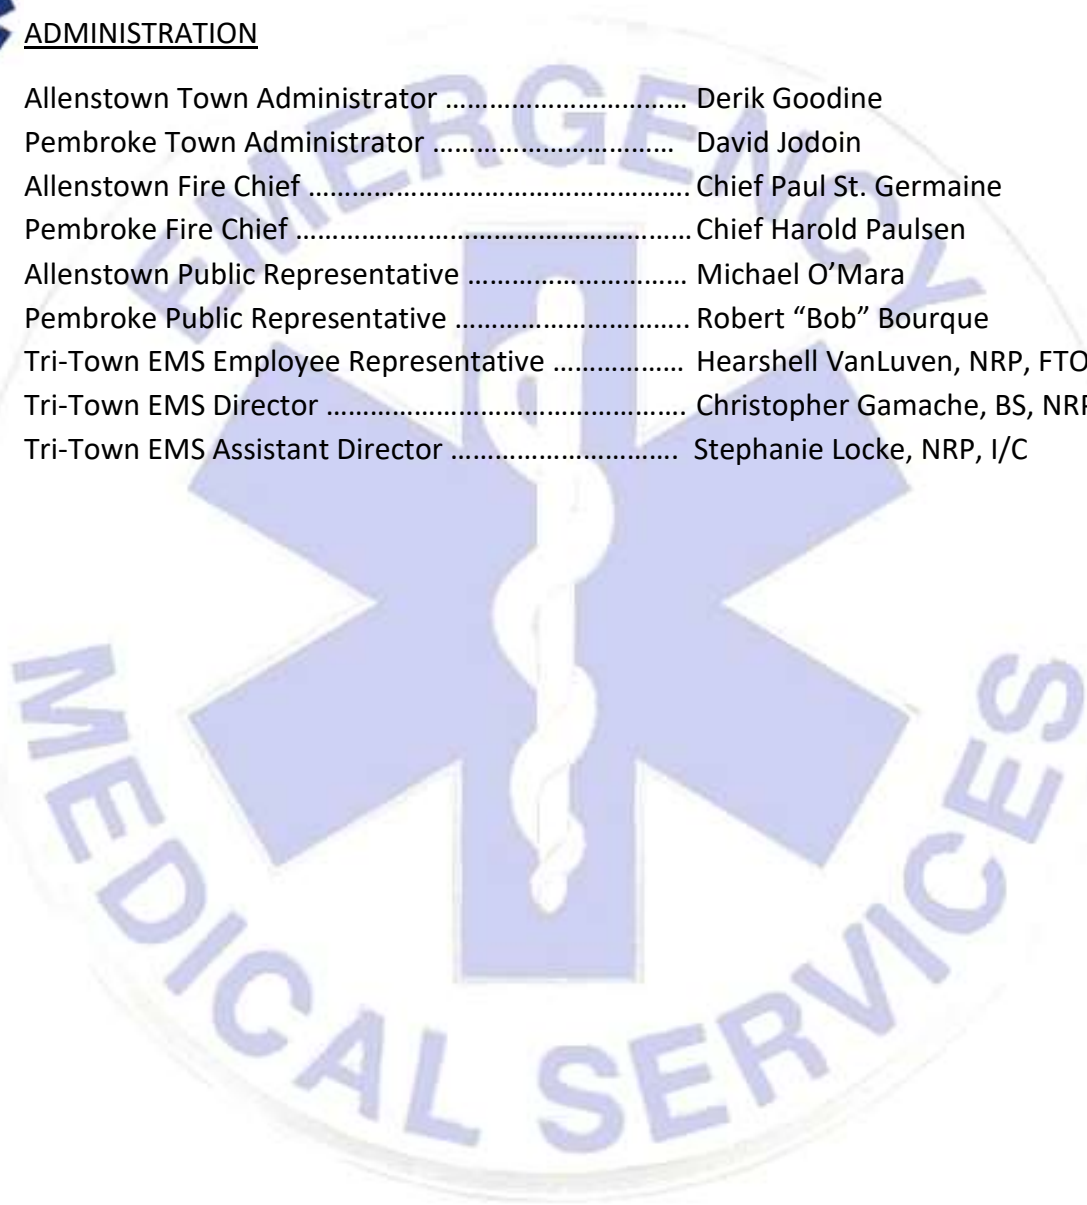 ADMINISTRATION
Allenstown Town Administrator …………………………… Derik Goodine
Pembroke Town Administrator …………………………… David Jodoin
Allenstown Fire Chief ……………………………………………. Chief Paul St. Germaine
Pembroke Fire Chief ……………………………………………… Chief Harold Paulsen
Allenstown Public Representative ………………………… Michael O’Mara
Pembroke Public Representative ………………………….. Robert “Bob” Bourque
Tri-Town EMS Employee Representative ……………… Hearshell VanLuven, NRP, FTO
Tri-Town EMS Director …………………………………………. Christopher Gamache, BS, NRP
Tri-Town EMS Assistant Director …………………………. Stephanie Locke, NRP, I/C
EMERGENCY
MEDICAL SERVICES